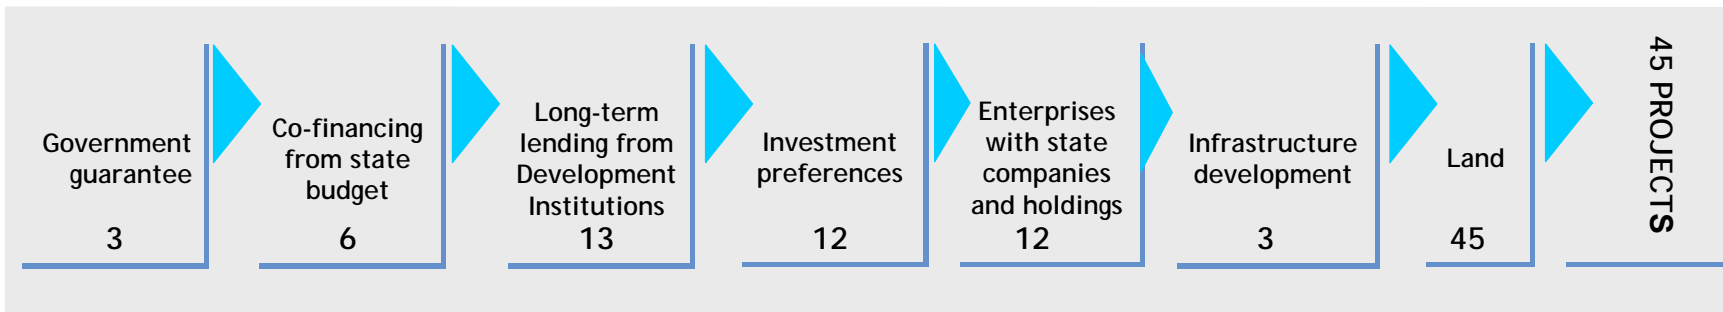 Government
guarantee
3
Co-financing
from state
budget
6
Long-term
lending from
Development
Institutions
13
Investment
preferences
12
Enterprises
with state
companies
and holdings
12
Infrastructure
development
3
Land
45
45 PROJECTS